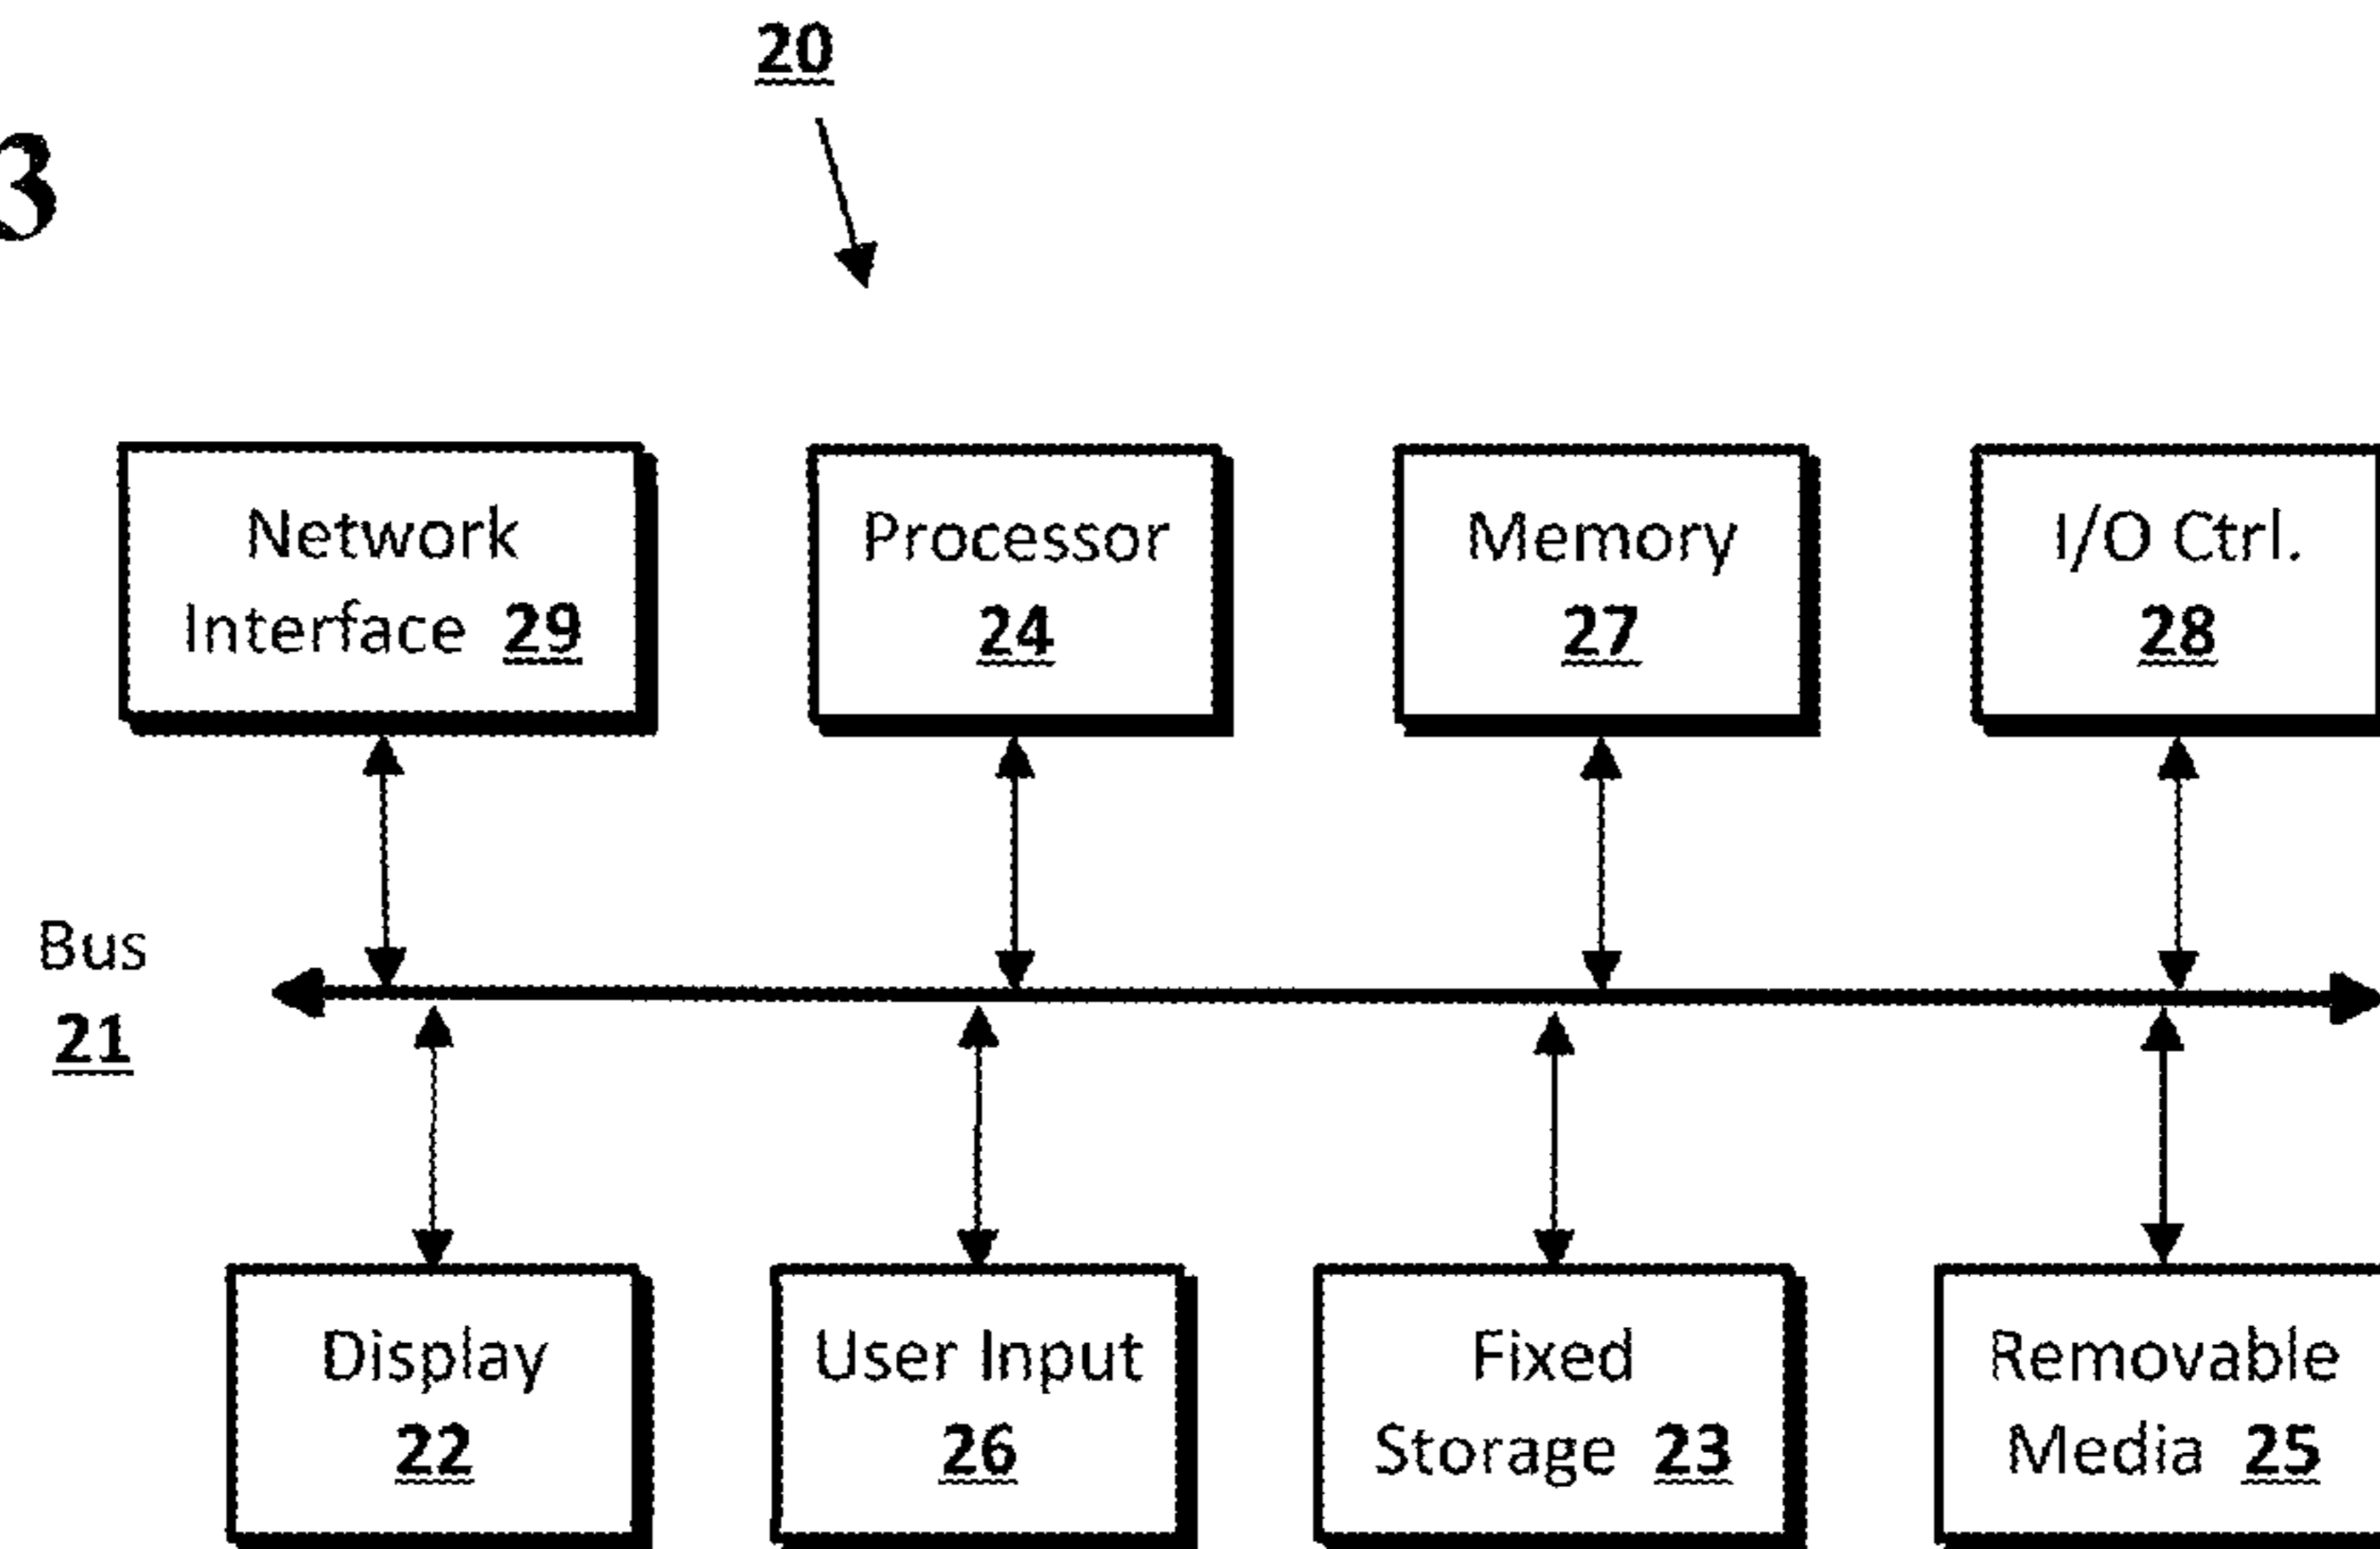 20
3
Network
Interface 29
Processor
24
Memory
27
I/O Ctrl.
28
Bus
21
Display
22
User Input
26
Fixed
Storage 23
Removable
Media 25